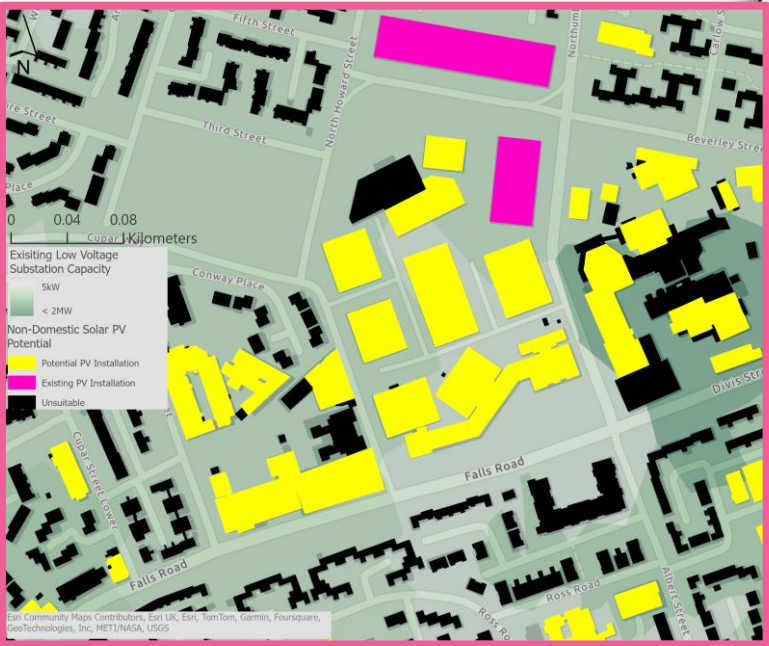 Fifth Street
North Howard Street
Northum
Carlow S
N
ore Street
Third Street
Beverley Stree
Place
0 0.04 0.08
Kilometers
Cupar Way
Conway Place
Exisiting Low Voltage
Substation Capacity
5kW
< 2MW
Non-Domestic Solar PV
Potential
Potential PV Installation
Existing PV Installation
Unsuitable
Divis Stre
Cupar Street Lower
Falls Road
Falls Road
Ross Road
Albert Street
Ross Ro
Esri Community Maps Contributors, Esri UK, Esri, TomTom, Garmin, Foursquare,
GeoTechnologies, Inc, METI/NASA, USGS